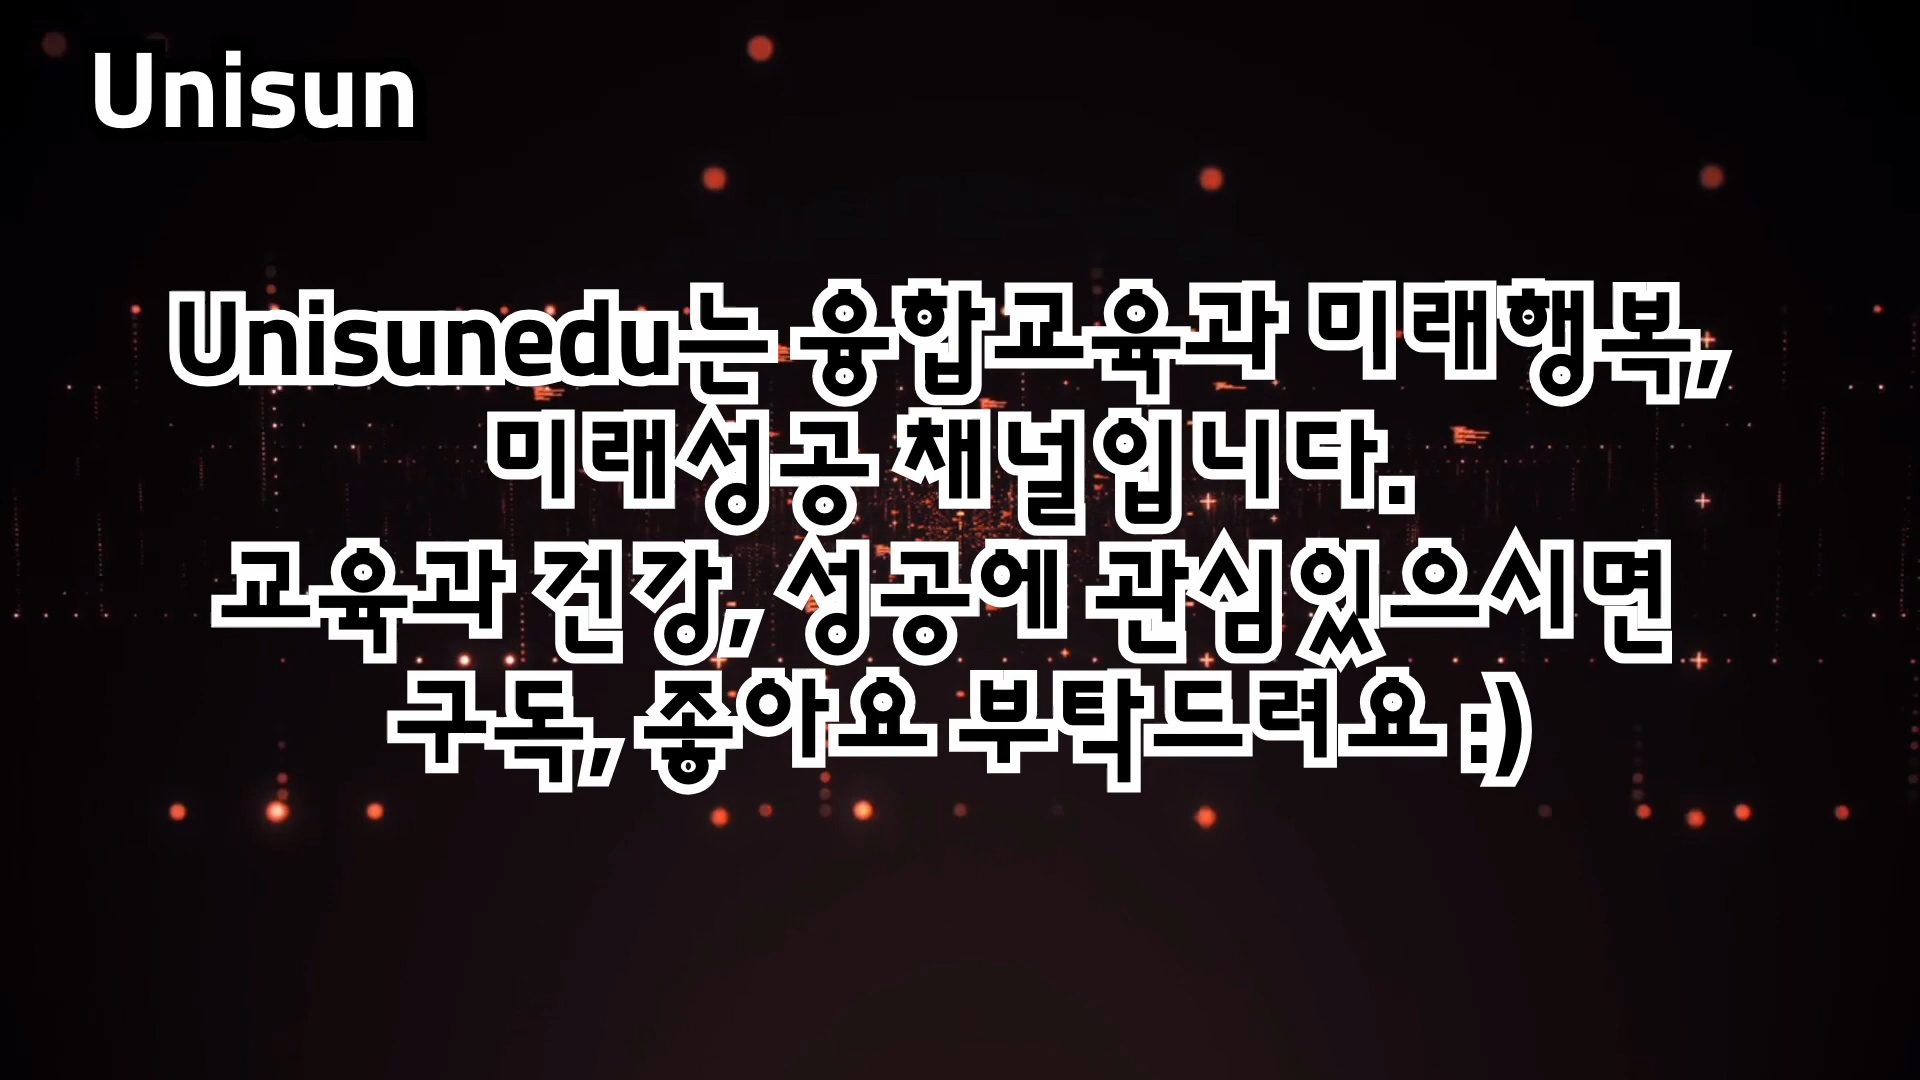 Unisun
Unisunedu는 융합교육과 미래행복,
미래성공 채널입니다.
교육과 건강, 성공에 관심있으시면
구독, 좋아요 부탁드려요 :)